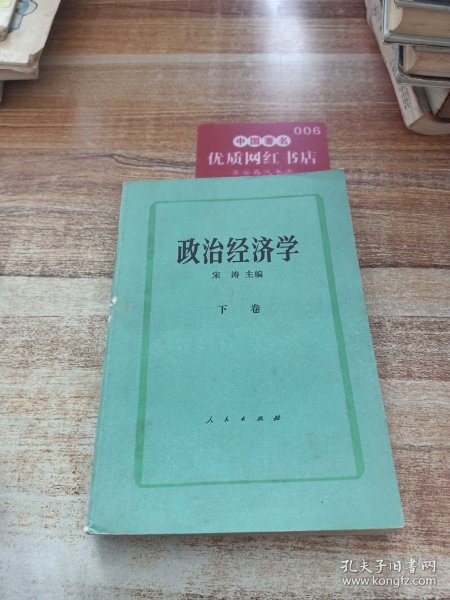 006
中国著名
优质网红书店
政治经济学
宋 涛 主编
下 卷
人民出版社
孔夫子旧书网
www.kongfz.com